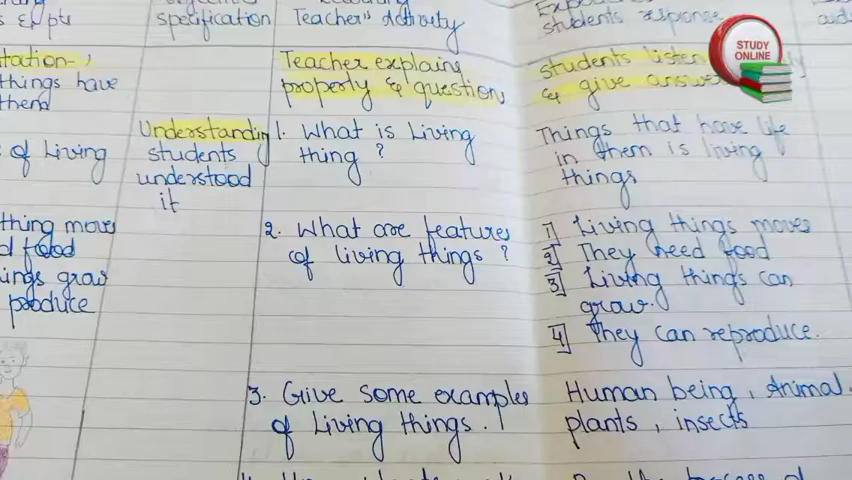 specification
Teacher's Activity
students response
things have
them
Teacher explains
property & question
students listen
& give answer
STUDY
ONLINE
of Living
Understanding
students
understood
it
1. What is Living
thing ?
Things that have life
in them is living
things
thing moves
food
grow
produce
2. What are features
of living things ?
1] Living things moves
2] They need food
3] Living things can
grow.
4] They can reproduce.
3. Give some examples
of Living things.
Human being, Animal.
plants, insects